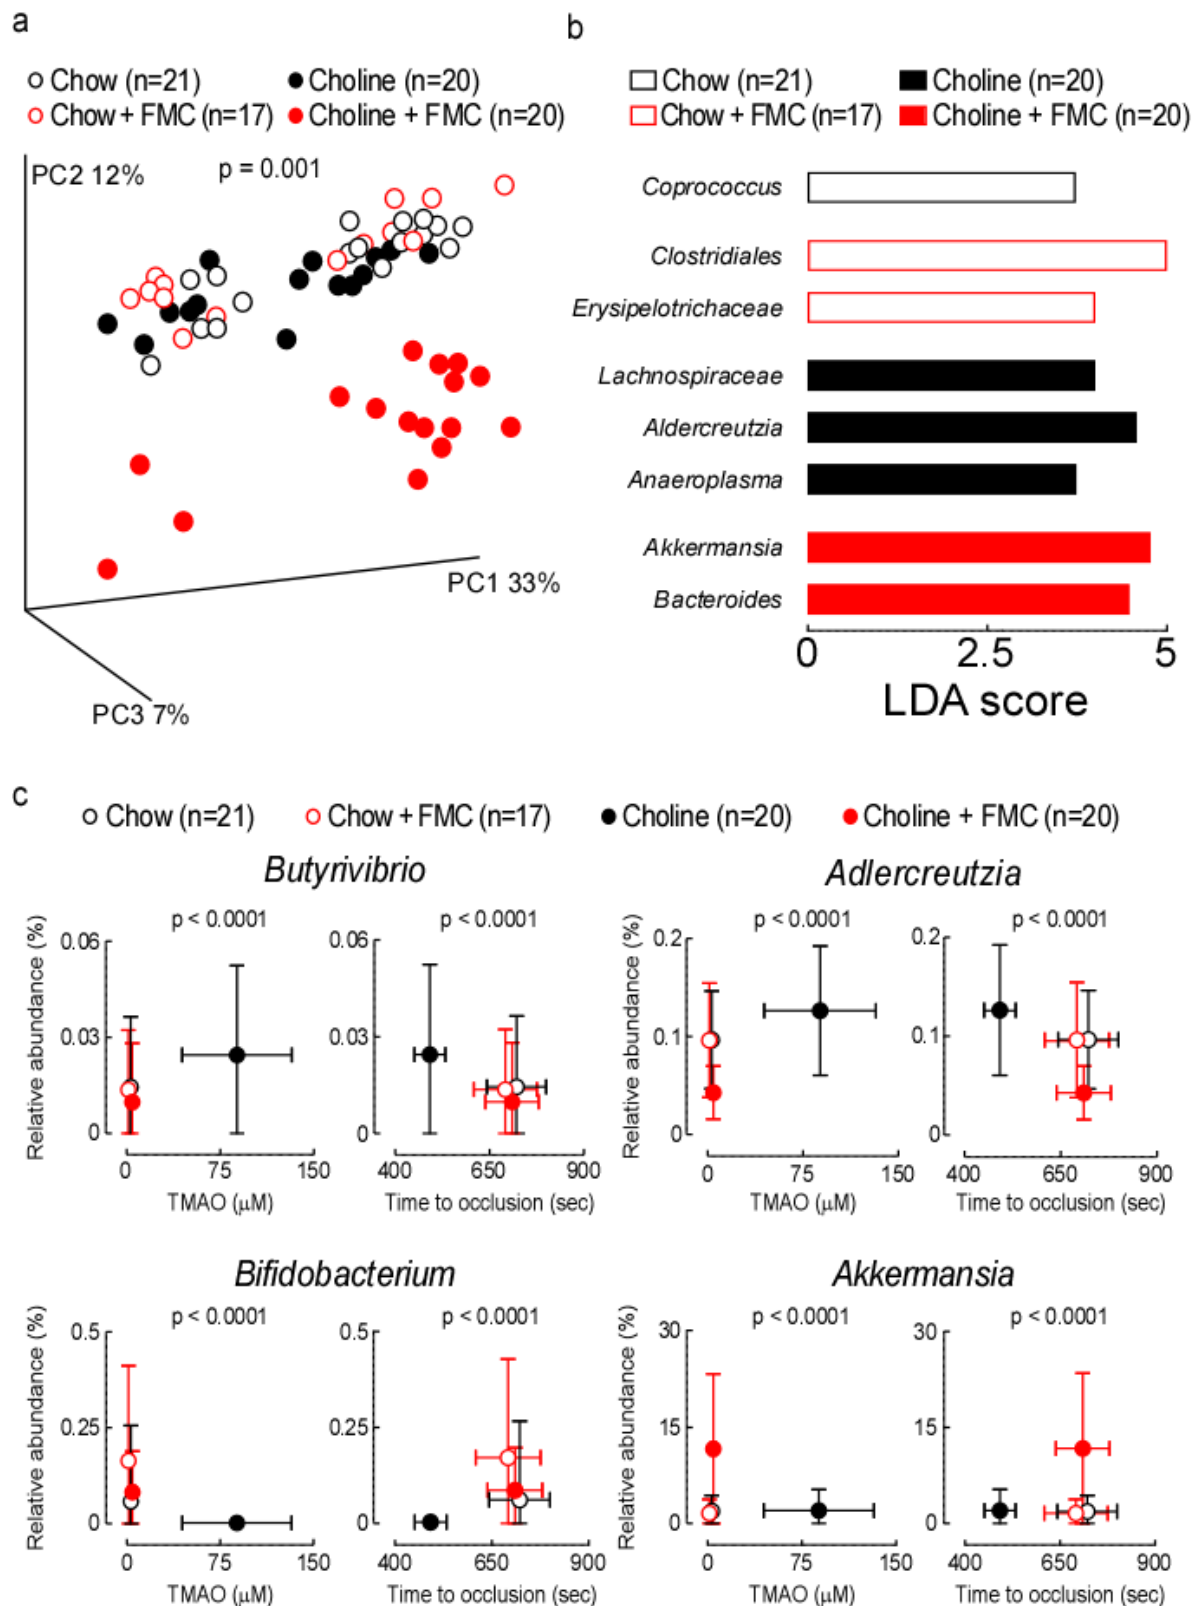 a
Chow (n=21)
Choline (n=20)
Chow + FMC (n=17)
Choline + FMC (n=20)
PC2 12%
p = 0.001
PC1 33%
PC3 7%
b
Chow (n=21)
Choline (n=20)
Chow + FMC (n=17)
Choline + FMC (n=20)
Coprococcus
Clostridiales
Erysipelotrichaceae
Lachnospiraceae
Aldercreutzia
Anaeroplasma
Akkermansia
Bacteroides
0 2.5 5
LDA score
c
Chow (n=21) Chow + FMC (n=17) Choline (n=20) Choline + FMC (n=20)
Butyrivibrio
Relative abundance (%)
p < 0.0001
0.06
0.03
0
0 75 150
TMAO (µM)
p < 0.0001
0.06
0.03
0
400 650 900
Time to occlusion (sec)
Adlercreutzia
Relative abundance (%)
p < 0.0001
0.2
0.1
0
0 75 150
TMAO (µM)
p < 0.0001
0.2
0.1
0
400 650 900
Time to occlusion (sec)
Bifidobacterium
Relative abundance (%)
p < 0.0001
0.5
0.25
0
0 75 150
TMAO (µM)
p < 0.0001
0.5
0.25
0
400 650 900
Time to occlusion (sec)
Akkermansia
Relative abundance (%)
p < 0.0001
30
15
0
0 75 150
TMAO (µM)
p < 0.0001
30
15
0
400 650 900
Time to occlusion (sec)